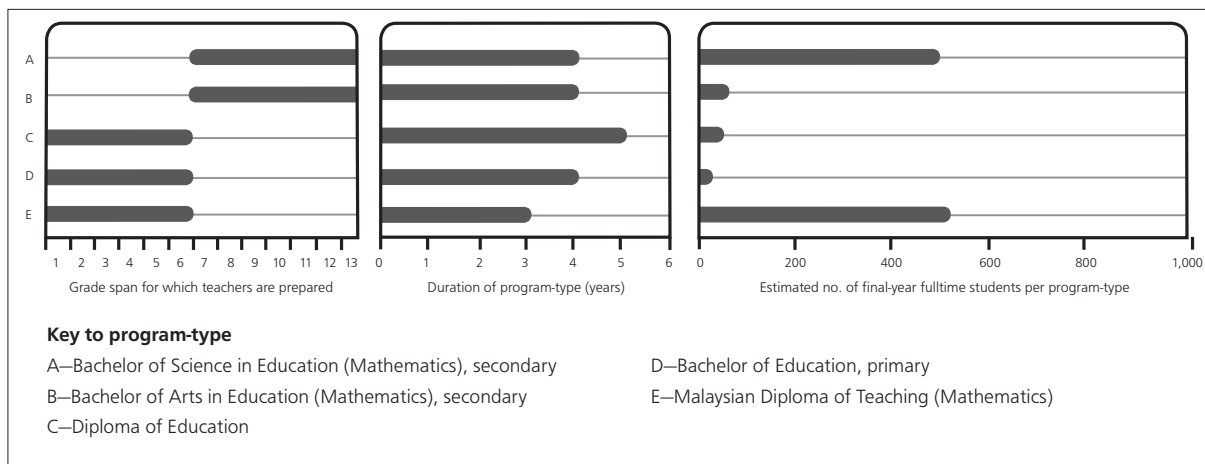 A
B
C
D
E
1 2 3 4 5 6 7 8 9 10 11 12 13
Grade span for which teachers are prepared
0 1 2 3 4 5 6
Duration of program-type (years)
0 200 400 600 800 1,000
Estimated no. of final-year fulltime students per program-type
Key to program-type
A—Bachelor of Science in Education (Mathematics), secondary
B—Bachelor of Arts in Education (Mathematics), secondary
C—Diploma of Education
D—Bachelor of Education, primary
E—Malaysian Diploma of Teaching (Mathematics)